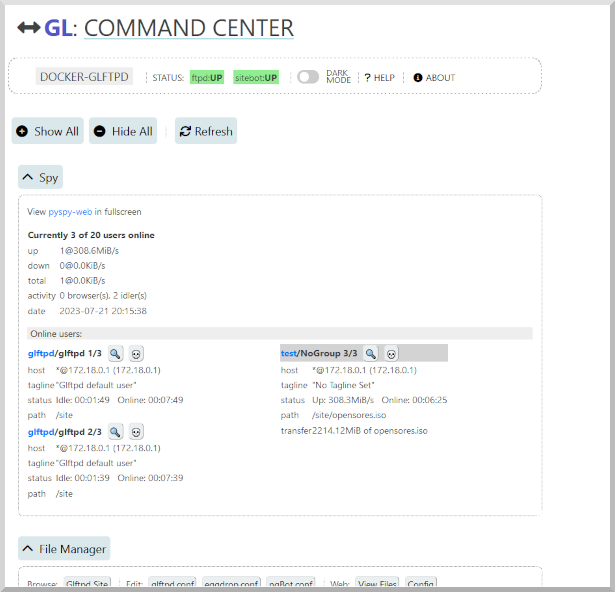 GL: COMMAND CENTER
DOCKER-GLFTPD STATUS: ftpd:UP sitebot:UP DARK MODE ? HELP ABOUT
Show All Hide All Refresh
Spy
View pyspy-web in fullscreen
Currently 3 of 20 users online
up 1@308.6MiB/s
down 0@0.0KiB/s
total 1@0.0KiB/s
activity 0 browser(s), 2 idler(s)
date 2023-07-21 20:15:38
Online users:
glftpd/glftpd 1/3
host *@172.18.0.1 (172.18.0.1)
tagline "Glftpd default user"
status Idle: 00:01:49 Online: 00:07:49
path /site
glftpd/glftpd 2/3
host *@172.18.0.1 (172.18.0.1)
tagline "Glftpd default user"
status Idle: 00:01:39 Online: 00:07:39
path /site
test/NoGroup 3/3
host *@172.18.0.1 (172.18.0.1)
tagline "No Tagline Set"
status Up: 308.3MiB/s Online: 00:06:25
path /site/opensores.iso
transfer2214.12MiB of opensores.iso
File Manager
Browse: Glftpd Site Edit: glftpd.conf eggdrop.conf ngBot.conf Web: View Files Config